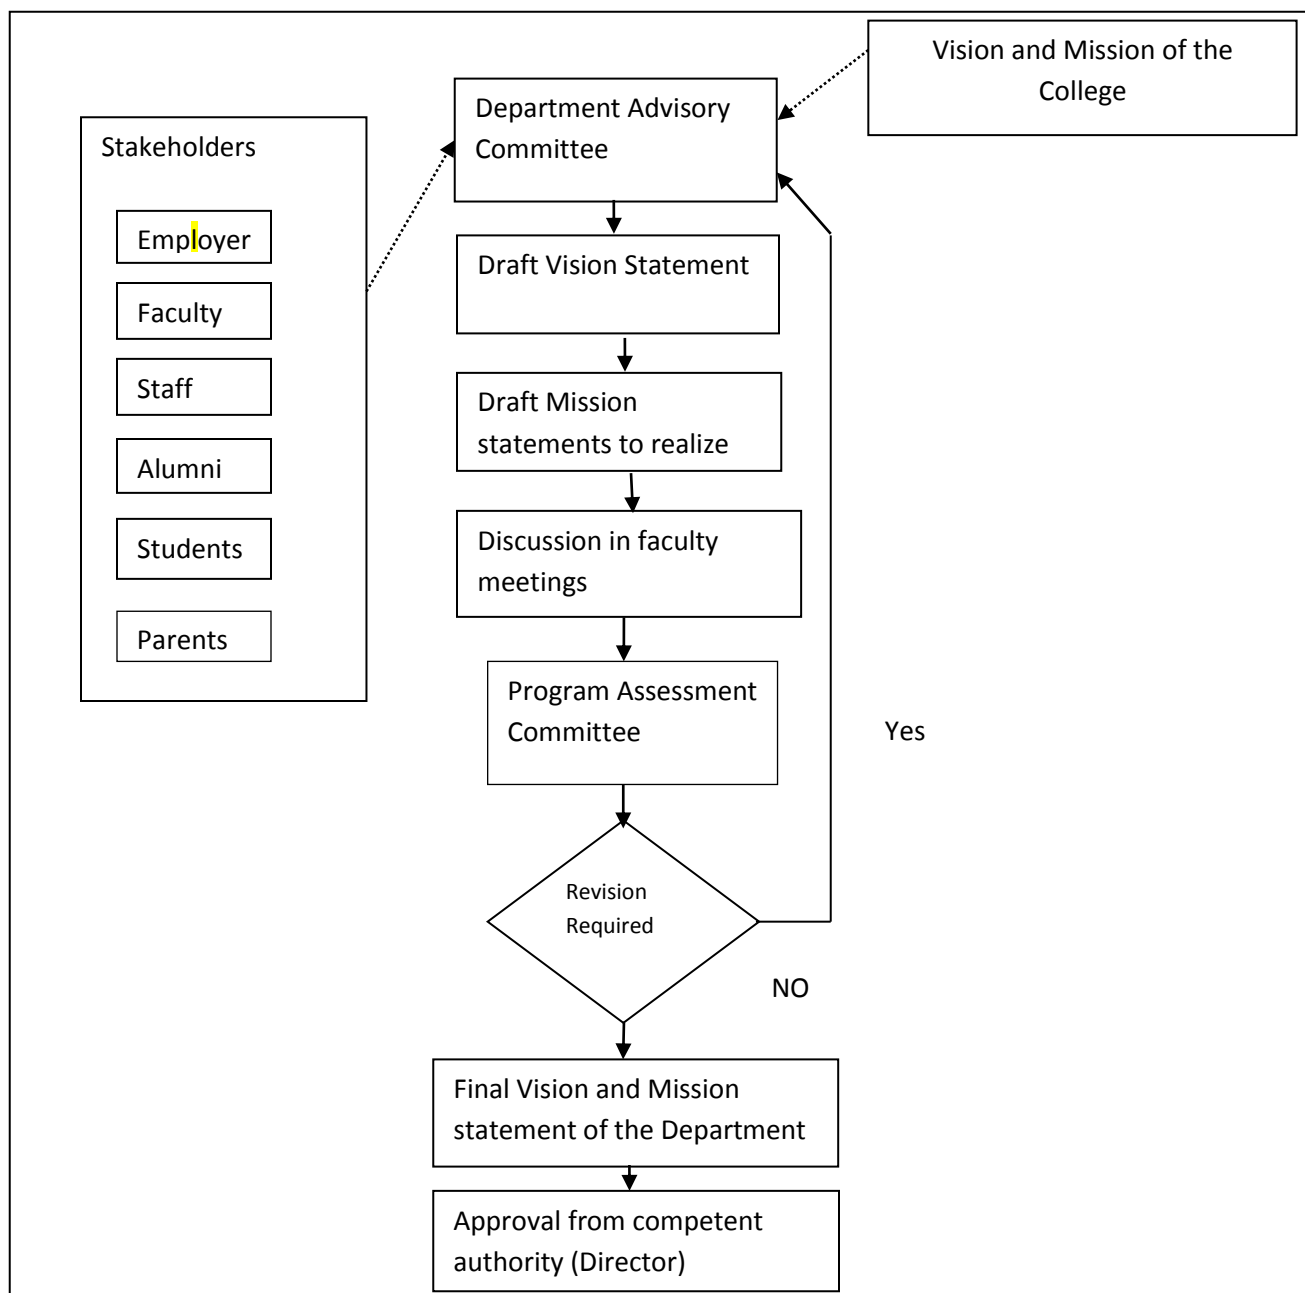 Vision and Mission of the
College
Department Advisory
Committee
Stakeholders
Employer
Faculty
Staff
Alumni
Students
Parents
Draft Vision Statement
Draft Mission
statements to realize
Discussion in faculty
meetings
Program Assessment
Committee
Yes
Revision
Required
NO
Final Vision and Mission
statement of the Department
Approval from competent
authority (Director)